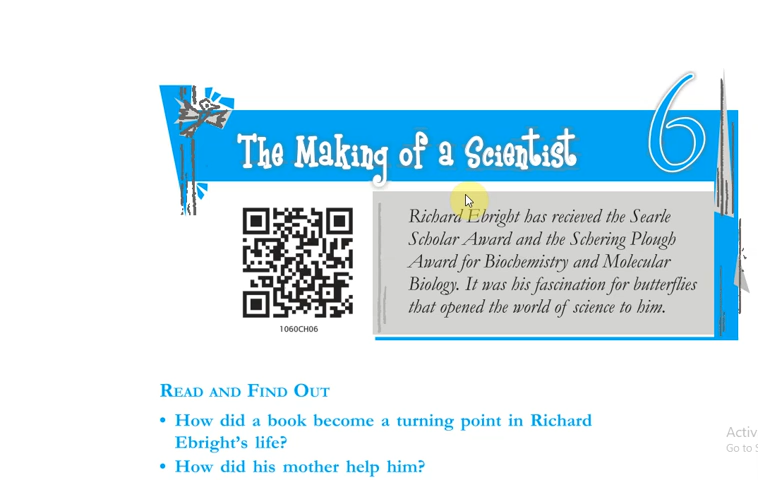 6
The Making of a Scientist
Richard Ebright has recieved the Searle
Scholar Award and the Schering Plough
Award for Biochemistry and Molecular
Biology. It was his fascination for butterflies
that opened the world of science to him.
1060CH06
READ AND FIND OUT
• How did a book become a turning point in Richard
Ebright's life?
• How did his mother help him?
Activ
Go to S